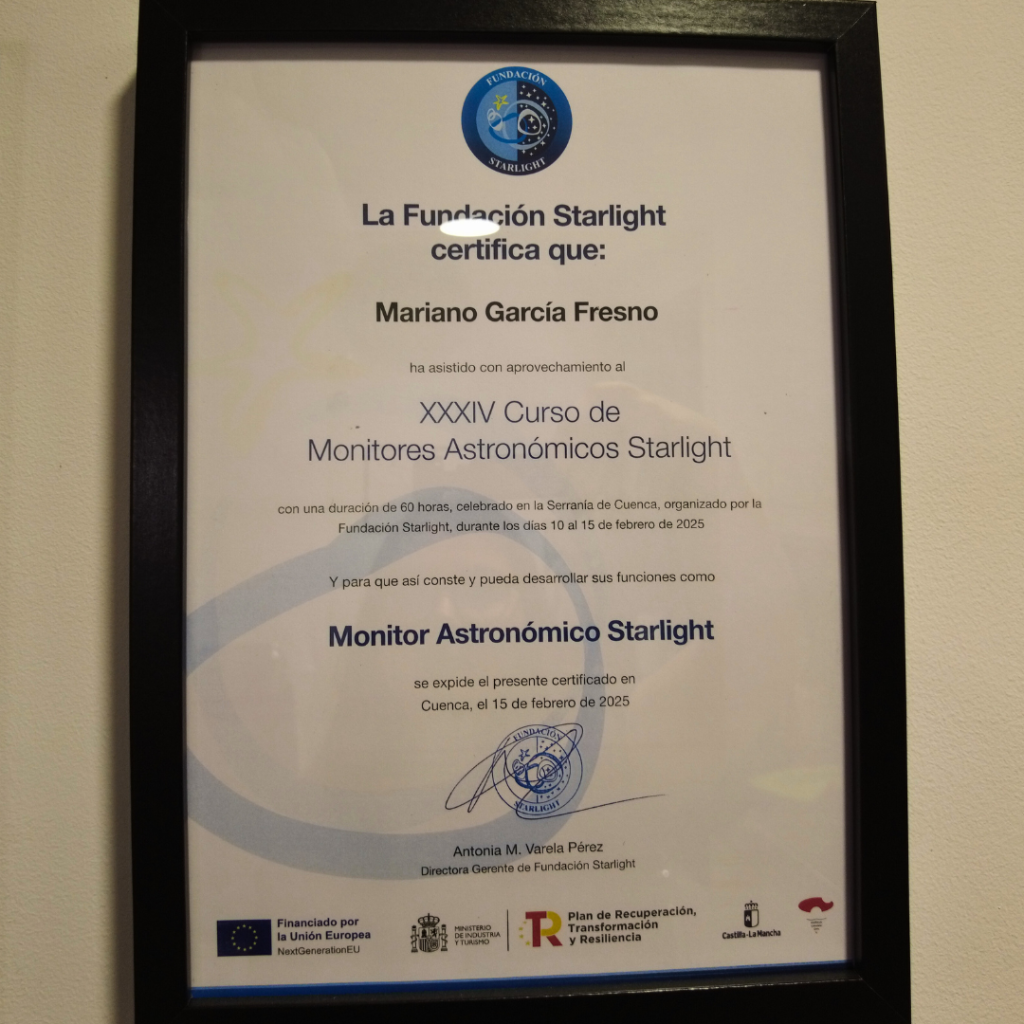 FUNDACIÓN
STARLIGHT
La Fundación Starlight
certifica que:
Mariano García Fresno
ha asistido con aprovechamiento al
XXXIV Curso de
Monitores Astronómicos Starlight
con una duración de 60 horas, celebrado en la Serranía de Cuenca, organizado por la
Fundación Starlight, durante los días 10 al 15 de febrero de 2025
Y para que así conste y pueda desarrollar sus funciones como
Monitor Astronómico Starlight
se expide el presente certificado en
Cuenca, el 15 de febrero de 2025
FUNDACIÓN
STARLIGHT
Antonia M. Varela Pérez
Directora Gerente de Fundación Starlight
Financiado por
la Unión Europea
NextGenerationEU
MINISTERIO
DE INDUSTRIA
Y TURISMO
R
Plan de Recuperación,
Transformación
y Resiliencia
Castilla-La Mancha